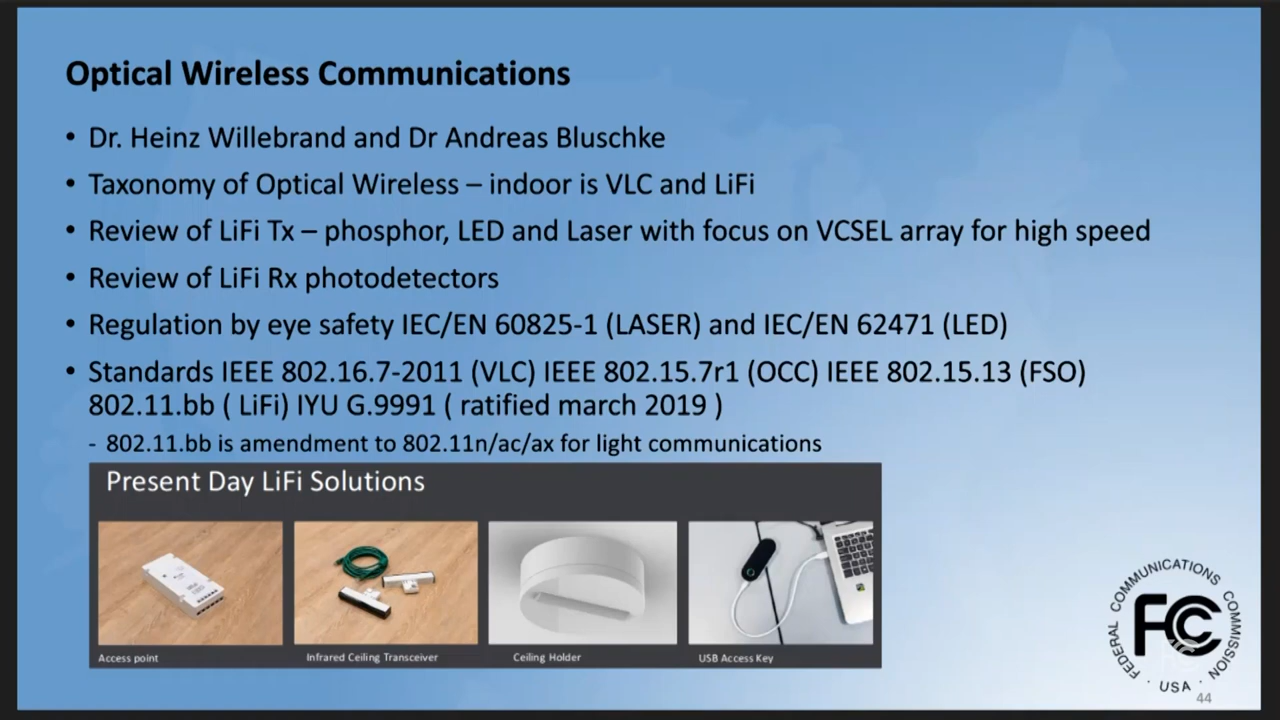 Optical Wireless Communications
• Dr. Heinz Willebrand and Dr Andreas Bluschke
• Taxonomy of Optical Wireless – indoor is VLC and LiFi
• Review of LiFi Tx – phosphor, LED and Laser with focus on VCSEL array for high speed
• Review of LiFi Rx photodetectors
• Regulation by eye safety IEC/EN 60825-1 (LASER) and IEC/EN 62471 (LED)
• Standards IEEE 802.16.7-2011 (VLC) IEEE 802.15.7r1 (OCC) IEEE 802.15.13 (FSO)
802.11.bb ( LiFi) IYU G.9991 ( ratified march 2019 )
- 802.11.bb is amendment to 802.11n/ac/ax for light communications
Present Day LiFi Solutions
Access point
Infrared Ceiling Transceiver
Ceiling Holder
USB Access Key
FEDERAL COMMUNICATIONS COMMISSION
FCC
· USA ·
44